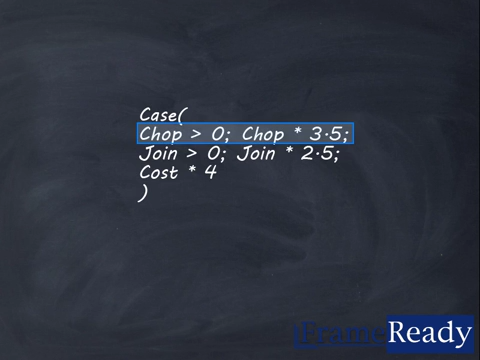 Case(
Chop > 0; Chop * 3.5;
Join > 0; Join * 2.5;
Cost * 4
)
iFrameReady